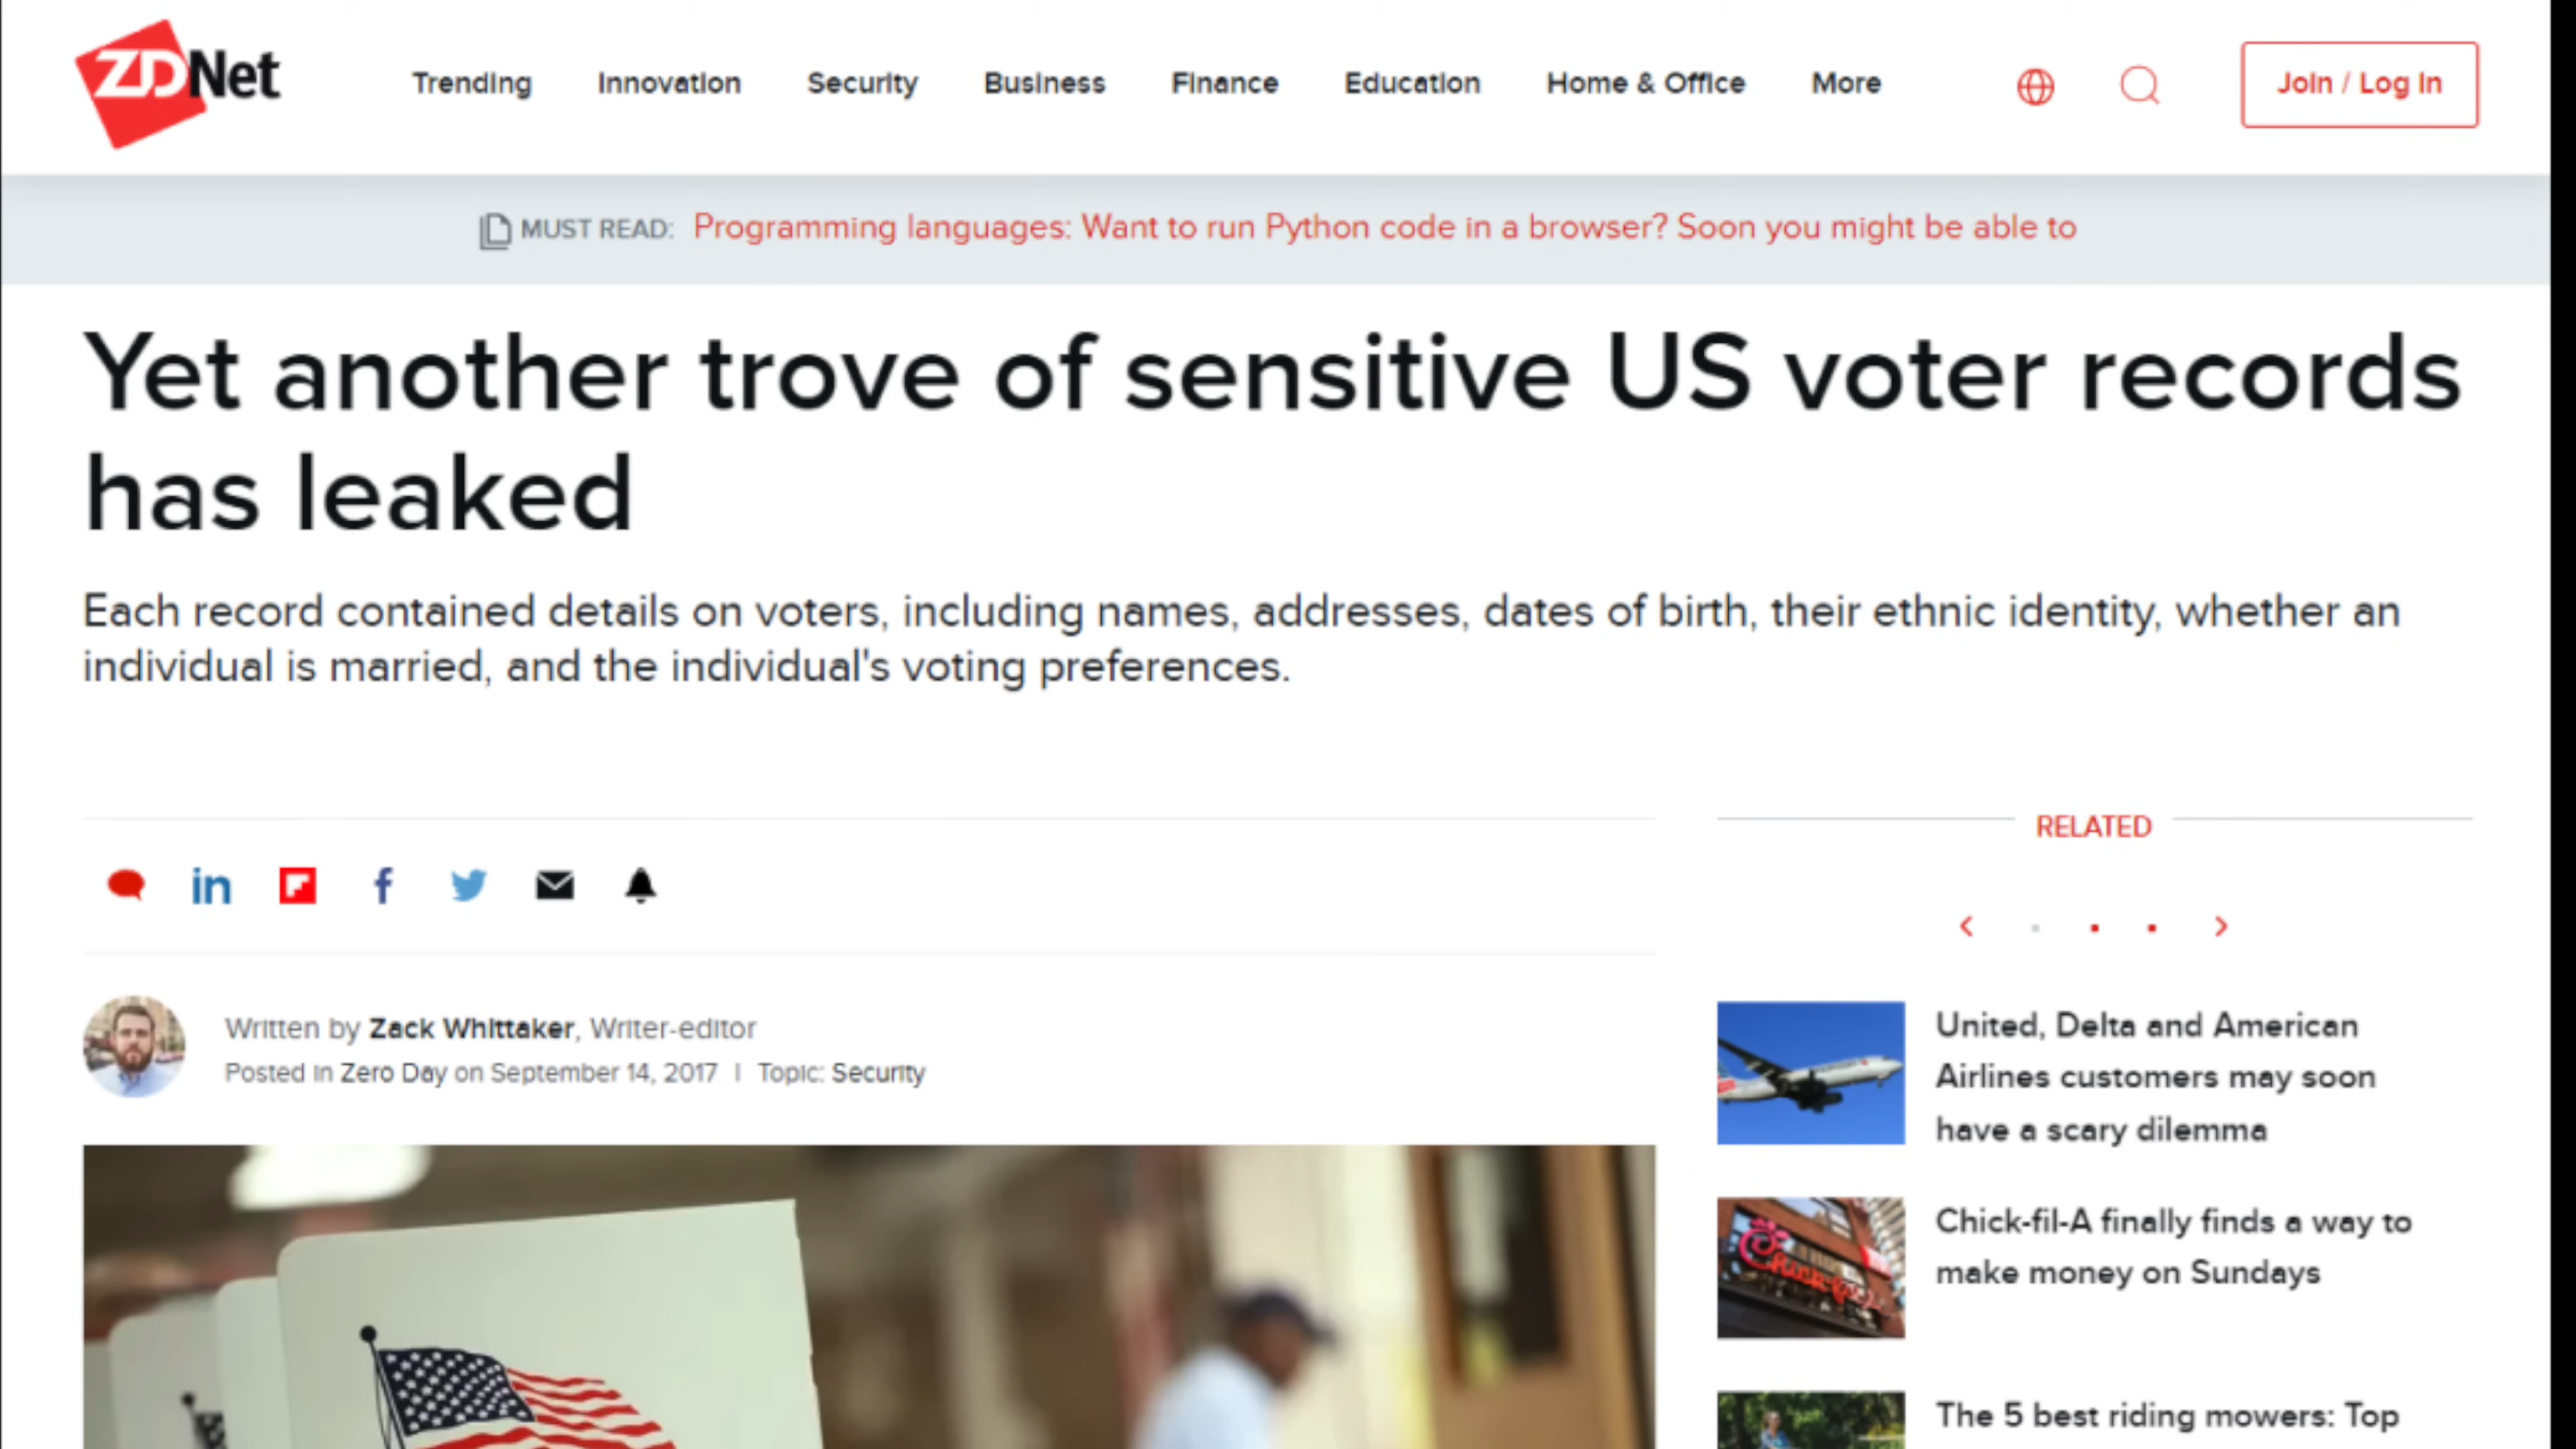 ZDNet
Trending Innovation Security Business Finance Education Home & Office More Join / Log In
MUST READ: Programming languages: Want to run Python code in a browser? Soon you might be able to
Yet another trove of sensitive US voter records
has leaked
Each record contained details on voters, including names, addresses, dates of birth, their ethnic identity, whether an
individual is married, and the individual's voting preferences.
RELATED
in f
Written by Zack Whittaker, Writer-editor
Posted in Zero Day on September 14, 2017 | Topic: Security
United, Delta and American
Airlines customers may soon
have a scary dilemma
Chick-fil-A
Chick-fil-A finally finds a way to
make money on Sundays
The 5 best riding mowers: Top